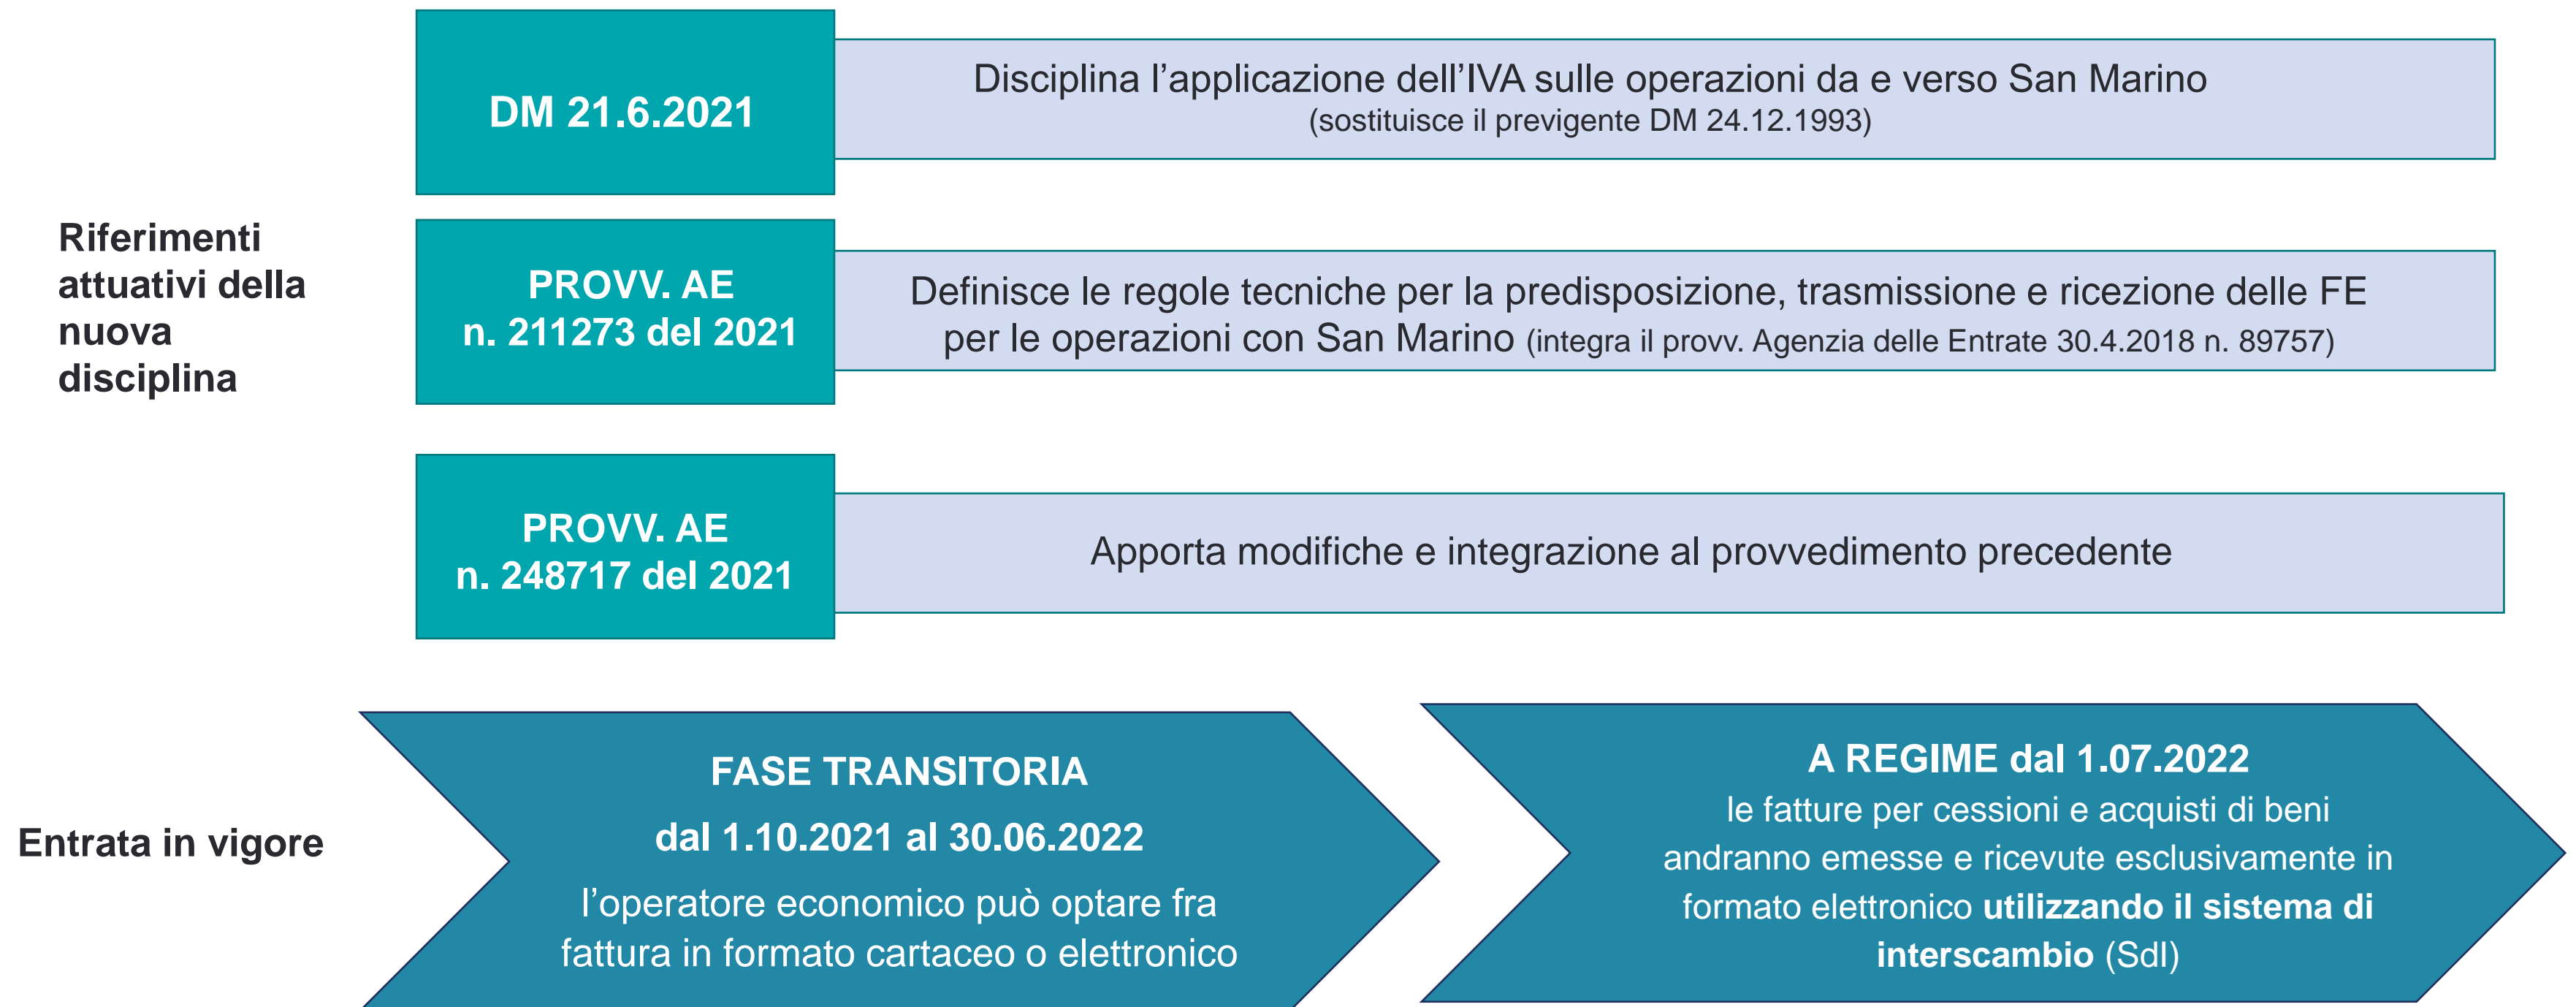 Riferimenti
attuativi della
nuova
disciplina
DM 21.6.2021
Disciplina l’applicazione dell’IVA sulle operazioni da e verso San Marino
(sostituisce il previgente DM 24.12.1993)
PROVV. AE
n. 211273 del 2021
Definisce le regole tecniche per la predisposizione, trasmissione e ricezione delle FE
per le operazioni con San Marino (integra il provv. Agenzia delle Entrate 30.4.2018 n. 89757)
PROVV. AE
n. 248717 del 2021
Apporta modifiche e integrazione al provvedimento precedente
Entrata in vigore
FASE TRANSITORIA
dal 1.10.2021 al 30.06.2022
l’operatore economico può optare fra
fattura in formato cartaceo o elettronico
A REGIME dal 1.07.2022
le fatture per cessioni e acquisti di beni
andranno emesse e ricevute esclusivamente in
formato elettronico utilizzando il sistema di
interscambio (SdI)